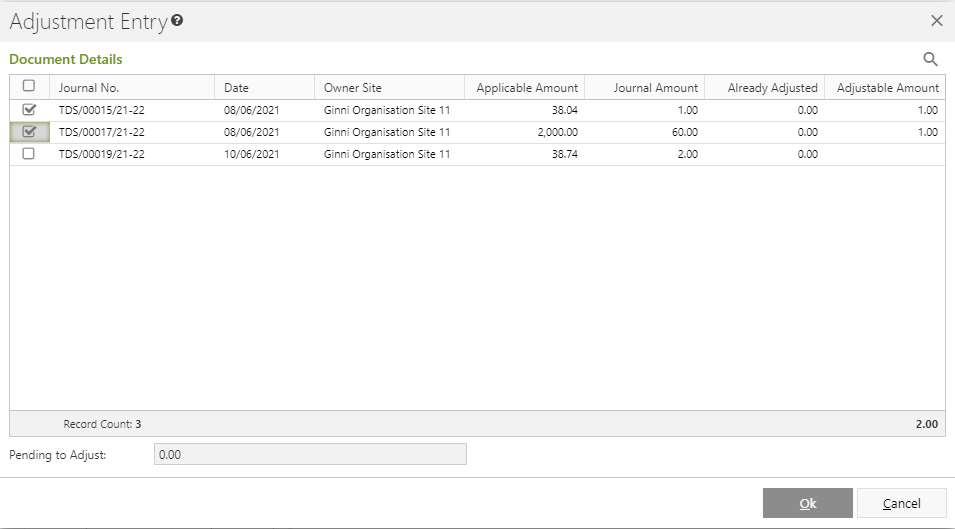 Adjustment Entry ?
Document Details
Journal No. Date Owner Site Applicable Amount Journal Amount Already Adjusted Adjustable Amount
TDS/00015/21-22 08/06/2021 Ginni Organisation Site 11 38.04 1.00 0.00 1.00
TDS/00017/21-22 08/06/2021 Ginni Organisation Site 11 2,000.00 60.00 0.00 1.00
TDS/00019/21-22 10/06/2021 Ginni Organisation Site 11 38.74 2.00 0.00
Record Count: 3 2.00
Pending to Adjust: 0.00
Ok Cancel